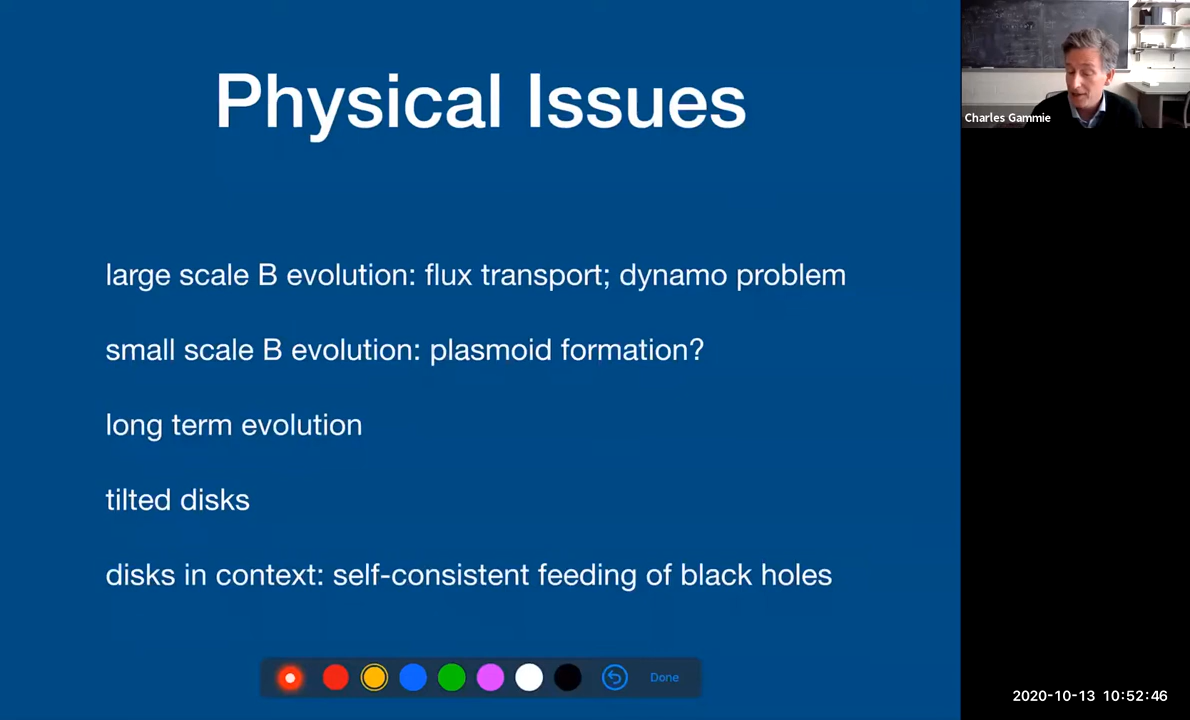 Physical Issues
large scale B evolution: flux transport; dynamo problem
small scale B evolution: plasmoid formation?
long term evolution
tilted disks
disks in context: self-consistent feeding of black holes
Done
Charles Gammie
2020-10-13 10:52:46